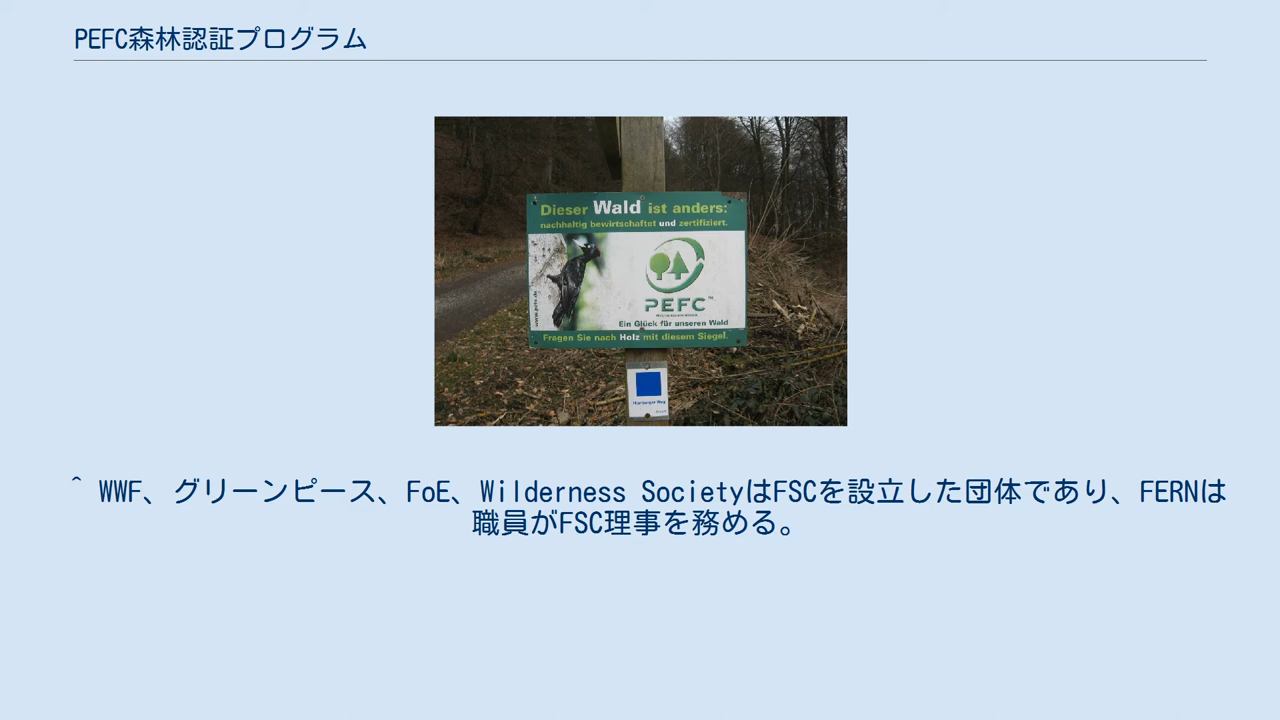 PEFC森林認証プログラム
Dieser Wald ist anders:
nachhaltig bewirtschaftet und zertifiziert.
www.pefc.de
PEFC™
Ein Glück für unseren Wald
Fragen Sie nach Holz mit diesem Siegel.
^ WWF、グリーンピース、FoE、Wilderness SocietyはFSCを設立した団体であり、FERNは
職員がFSC理事を務める。